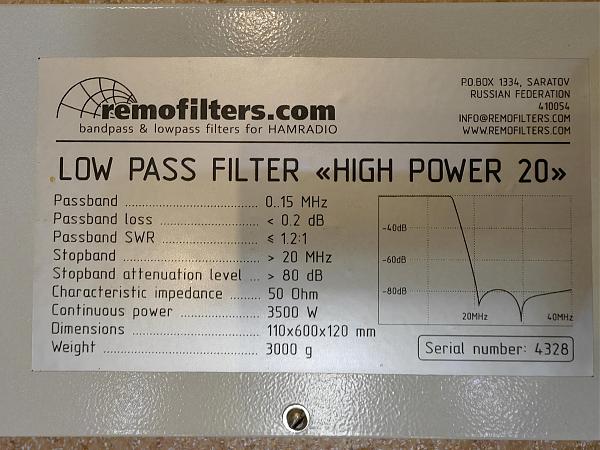 remofilters.com
bandpass & lowpass filters for HAMRADIO
P.O.BOX 1334, SARATOV
RUSSIAN FEDERATION
410054
INFO@REMOFILTERS.COM
WWW.REMOFILTERS.COM
LOW PASS FILTER «HIGH POWER 20»
Passband ........ 0..15 MHz
Passband loss ........ < 0.2 dB
Passband SWR ........ ≤ 1.2:1
Stopband ........ > 20 MHz
Stopband attenuation level ... > 80 dB
Characteristic impedance ........ 50 Ohm
Continuous power ........ 3500 W
Dimensions ........ 110x600x120 mm
Weight ........ 3000 g
-40dB
-60dB
-80dB
20MHz 40MHz
Serial number: 4328